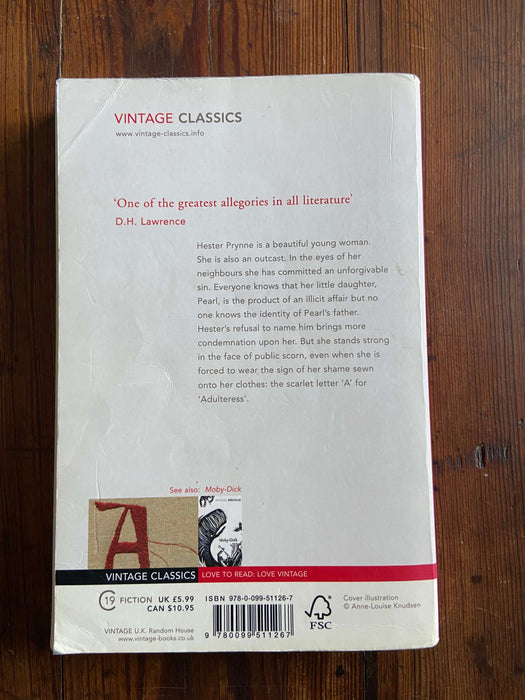 VINTAGE CLASSICS
www.vintage-classics.info
‘One of the greatest allegories in all literature’
D.H. Lawrence
Hester Prynne is a beautiful young woman.
She is also an outcast. In the eyes of her
neighbours she has committed an unforgivable
sin. Everyone knows that her little daughter,
Pearl, is the product of an illicit affair but no
one knows the identity of Pearl’s father.
Hester’s refusal to name him brings more
condemnation upon her. But she stands strong
in the face of public scorn, even when she is
forced to wear the sign of her shame sewn
onto her clothes: the scarlet letter ‘A’ for
‘Adulteress’.
See also: Moby-Dick
A
Moby-Dick
VINTAGE CLASSICS LOVE TO READ: LOVE VINTAGE
C19 FICTION UK £5.99
CAN $10.95
ISBN 978-0-099-51126-7
9 780099 511267
FSC
Cover illustration
© Anne-Louise Knudsen
VINTAGE U.K. Random House
www.vintage-books.co.uk